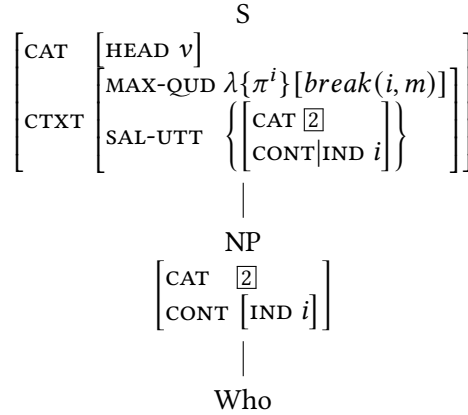 S
CAT [HEAD v]
CTXT [MAX-QUD λ{π^i}[break(i, m)]
SAL-UTT {[CAT 2
CONT|IND i]}]
NP
[CAT 2
CONT [IND i]]
Who